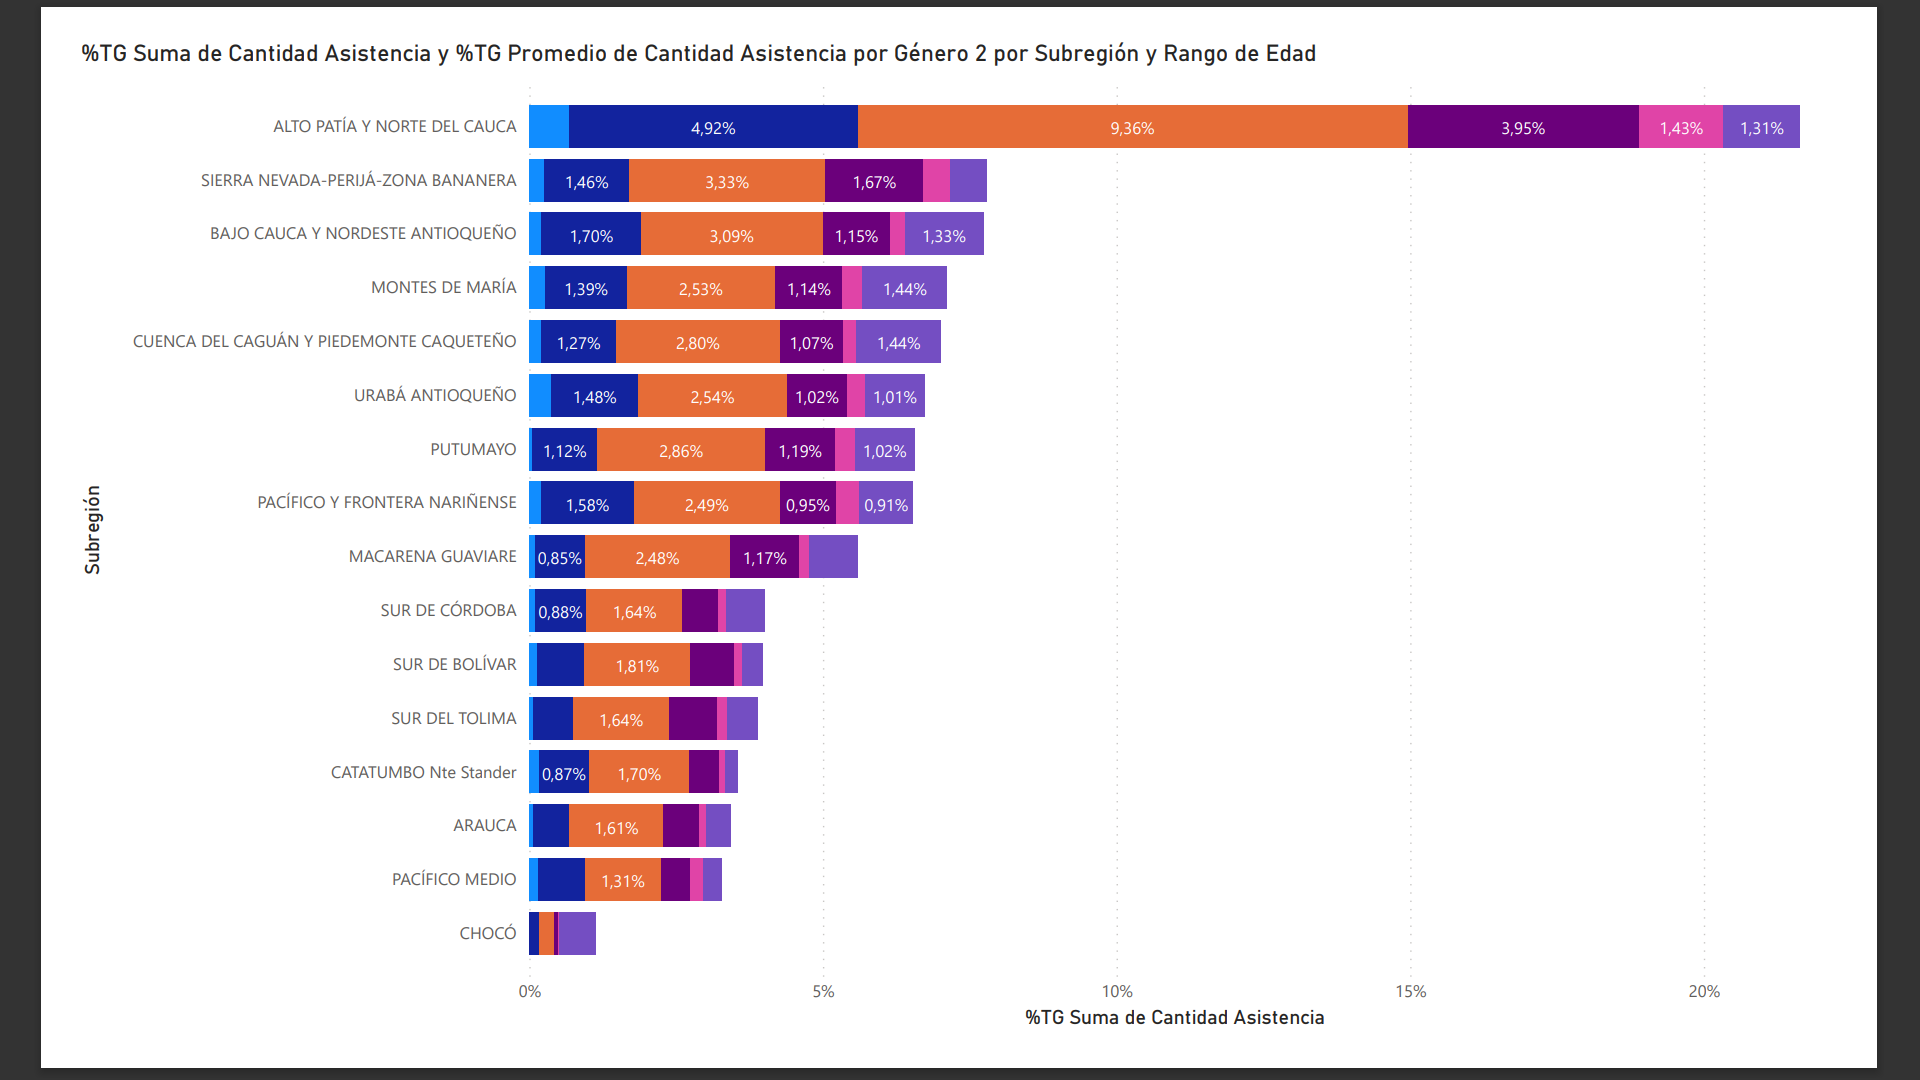 %TG Suma de Cantidad Asistencia y %TG Promedio de Cantidad Asistencia por Género 2 por Subregión y Rango de Edad
Subregión
ALTO PATÍA Y NORTE DEL CAUCA 4,92% 9,36% 3,95% 1,43% 1,31%
SIERRA NEVADA-PERIJÁ-ZONA BANANERA 1,46% 3,33% 1,67%
BAJO CAUCA Y NORDESTE ANTIOQUEÑO 1,70% 3,09% 1,15% 1,33%
MONTES DE MARÍA 1,39% 2,53% 1,14% 1,44%
CUENCA DEL CAGUÁN Y PIEDEMONTE CAQUETEÑO 1,27% 2,80% 1,07% 1,44%
URABÁ ANTIOQUEÑO 1,48% 2,54% 1,02% 1,01%
PUTUMAYO 1,12% 2,86% 1,19% 1,02%
PACÍFICO Y FRONTERA NARIÑENSE 1,58% 2,49% 0,95% 0,91%
MACARENA GUAVIARE 0,85% 2,48% 1,17%
SUR DE CÓRDOBA 0,88% 1,64%
SUR DE BOLÍVAR 1,81%
SUR DEL TOLIMA 1,64%
CATATUMBO Nte Stander 0,87% 1,70%
ARAUCA 1,61%
PACÍFICO MEDIO 1,31%
CHOCÓ
0% 5% 10% 15% 20%
%TG Suma de Cantidad Asistencia